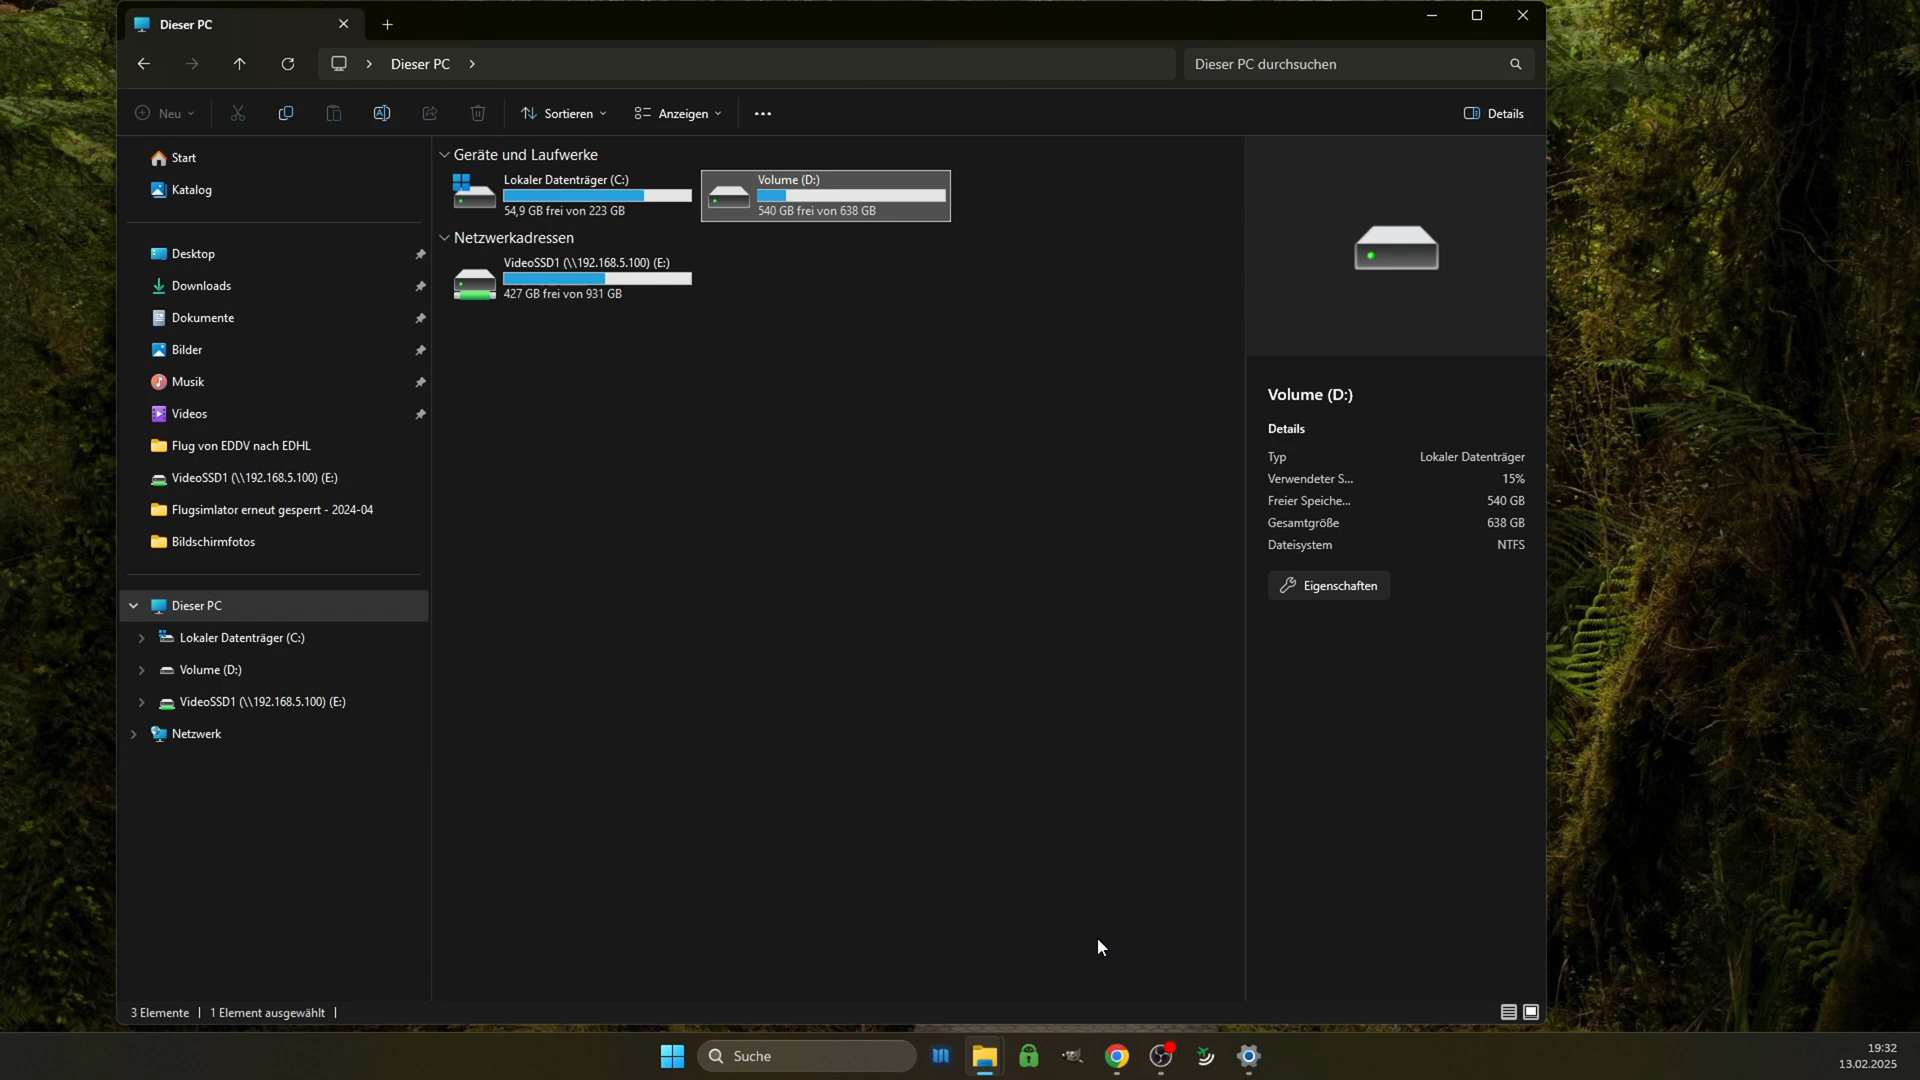 Dieser PC
Dieser PC
Dieser PC durchsuchen
Neu
Sortieren
Anzeigen
Details
Start
Katalog
Desktop
Downloads
Dokumente
Bilder
Musik
Videos
Flug von EDDV nach EDHL
VideoSSD1 (\\192.168.5.100) (E:)
Flugsimlator erneut gesperrt - 2024-04
Bildschirmfotos
Dieser PC
Lokaler Datenträger (C:)
Volume (D:)
VideoSSD1 (\\192.168.5.100) (E:)
Netzwerk
Geräte und Laufwerke
Lokaler Datenträger (C:)
54,9 GB frei von 223 GB
Volume (D:)
540 GB frei von 638 GB
Netzwerkadressen
VideoSSD1 (\\192.168.5.100) (E:)
427 GB frei von 931 GB
Volume (D:)
Details
Typ Lokaler Datenträger
Verwendeter S... 15%
Freier Speiche... 540 GB
Gesamtgröße 638 GB
Dateisystem NTFS
Eigenschaften
3 Elemente
1 Element ausgewählt
Suche
19:32
13.02.2025